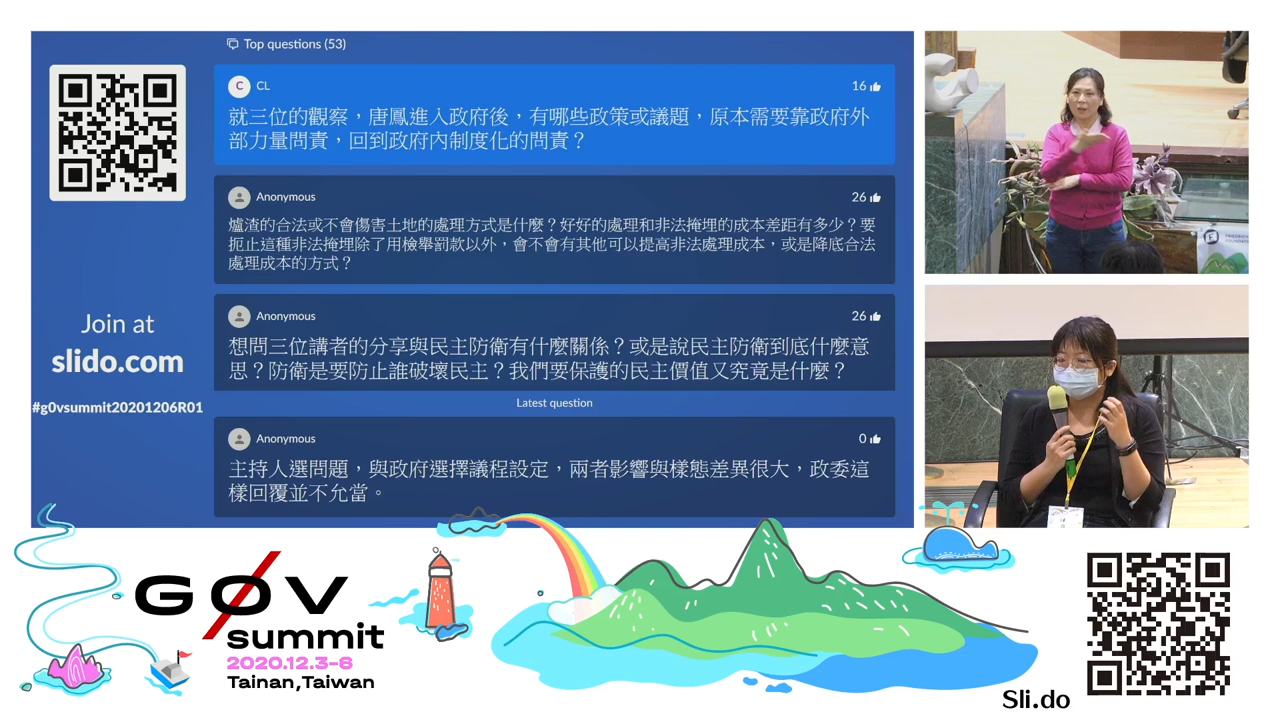 Top questions (53)
C
CL
16
就三位的觀察，唐鳳進入政府後，有哪些政策或議題，原本需要靠政府外
部力量問責，回到政府內制度化的問責？
Anonymous
26
爐渣的合法或不會傷害土地的處理方式是什麼？好好的處理和非法掩埋的成本差距有多少？要
扼止這種非法掩埋除了用檢舉罰款以外，會不會有其他可以提高非法處理成本，或是降底合法
處理成本的方式？
Anonymous
26
想問三位講者的分享與民主防衛有什麼關係？或是說民主防衛到底什麼意
思？防衛是要防止誰破壞民主？我們要保護的民主價值又究竟是什麼？
Latest question
Anonymous
0
主持人選問題，與政府選擇議程設定，兩者影響與樣態差異很大，政委這
樣回覆並不允當。
Join at
slido.com
#g0vsummit20201206R01
G0V
summit
2020.12.3-6
Tainan,Taiwan
Sli.do